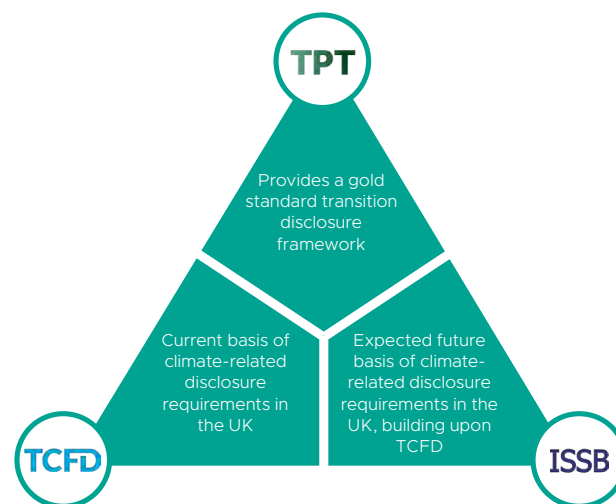 TPT
Provides a gold
standard transition
disclosure
framework
Current basis of
climate-related
disclosure
requirements in
the UK
Expected future
basis of climate-
related disclosure
requirements in the
UK, building upon
TCFD
TCFD
ISSB